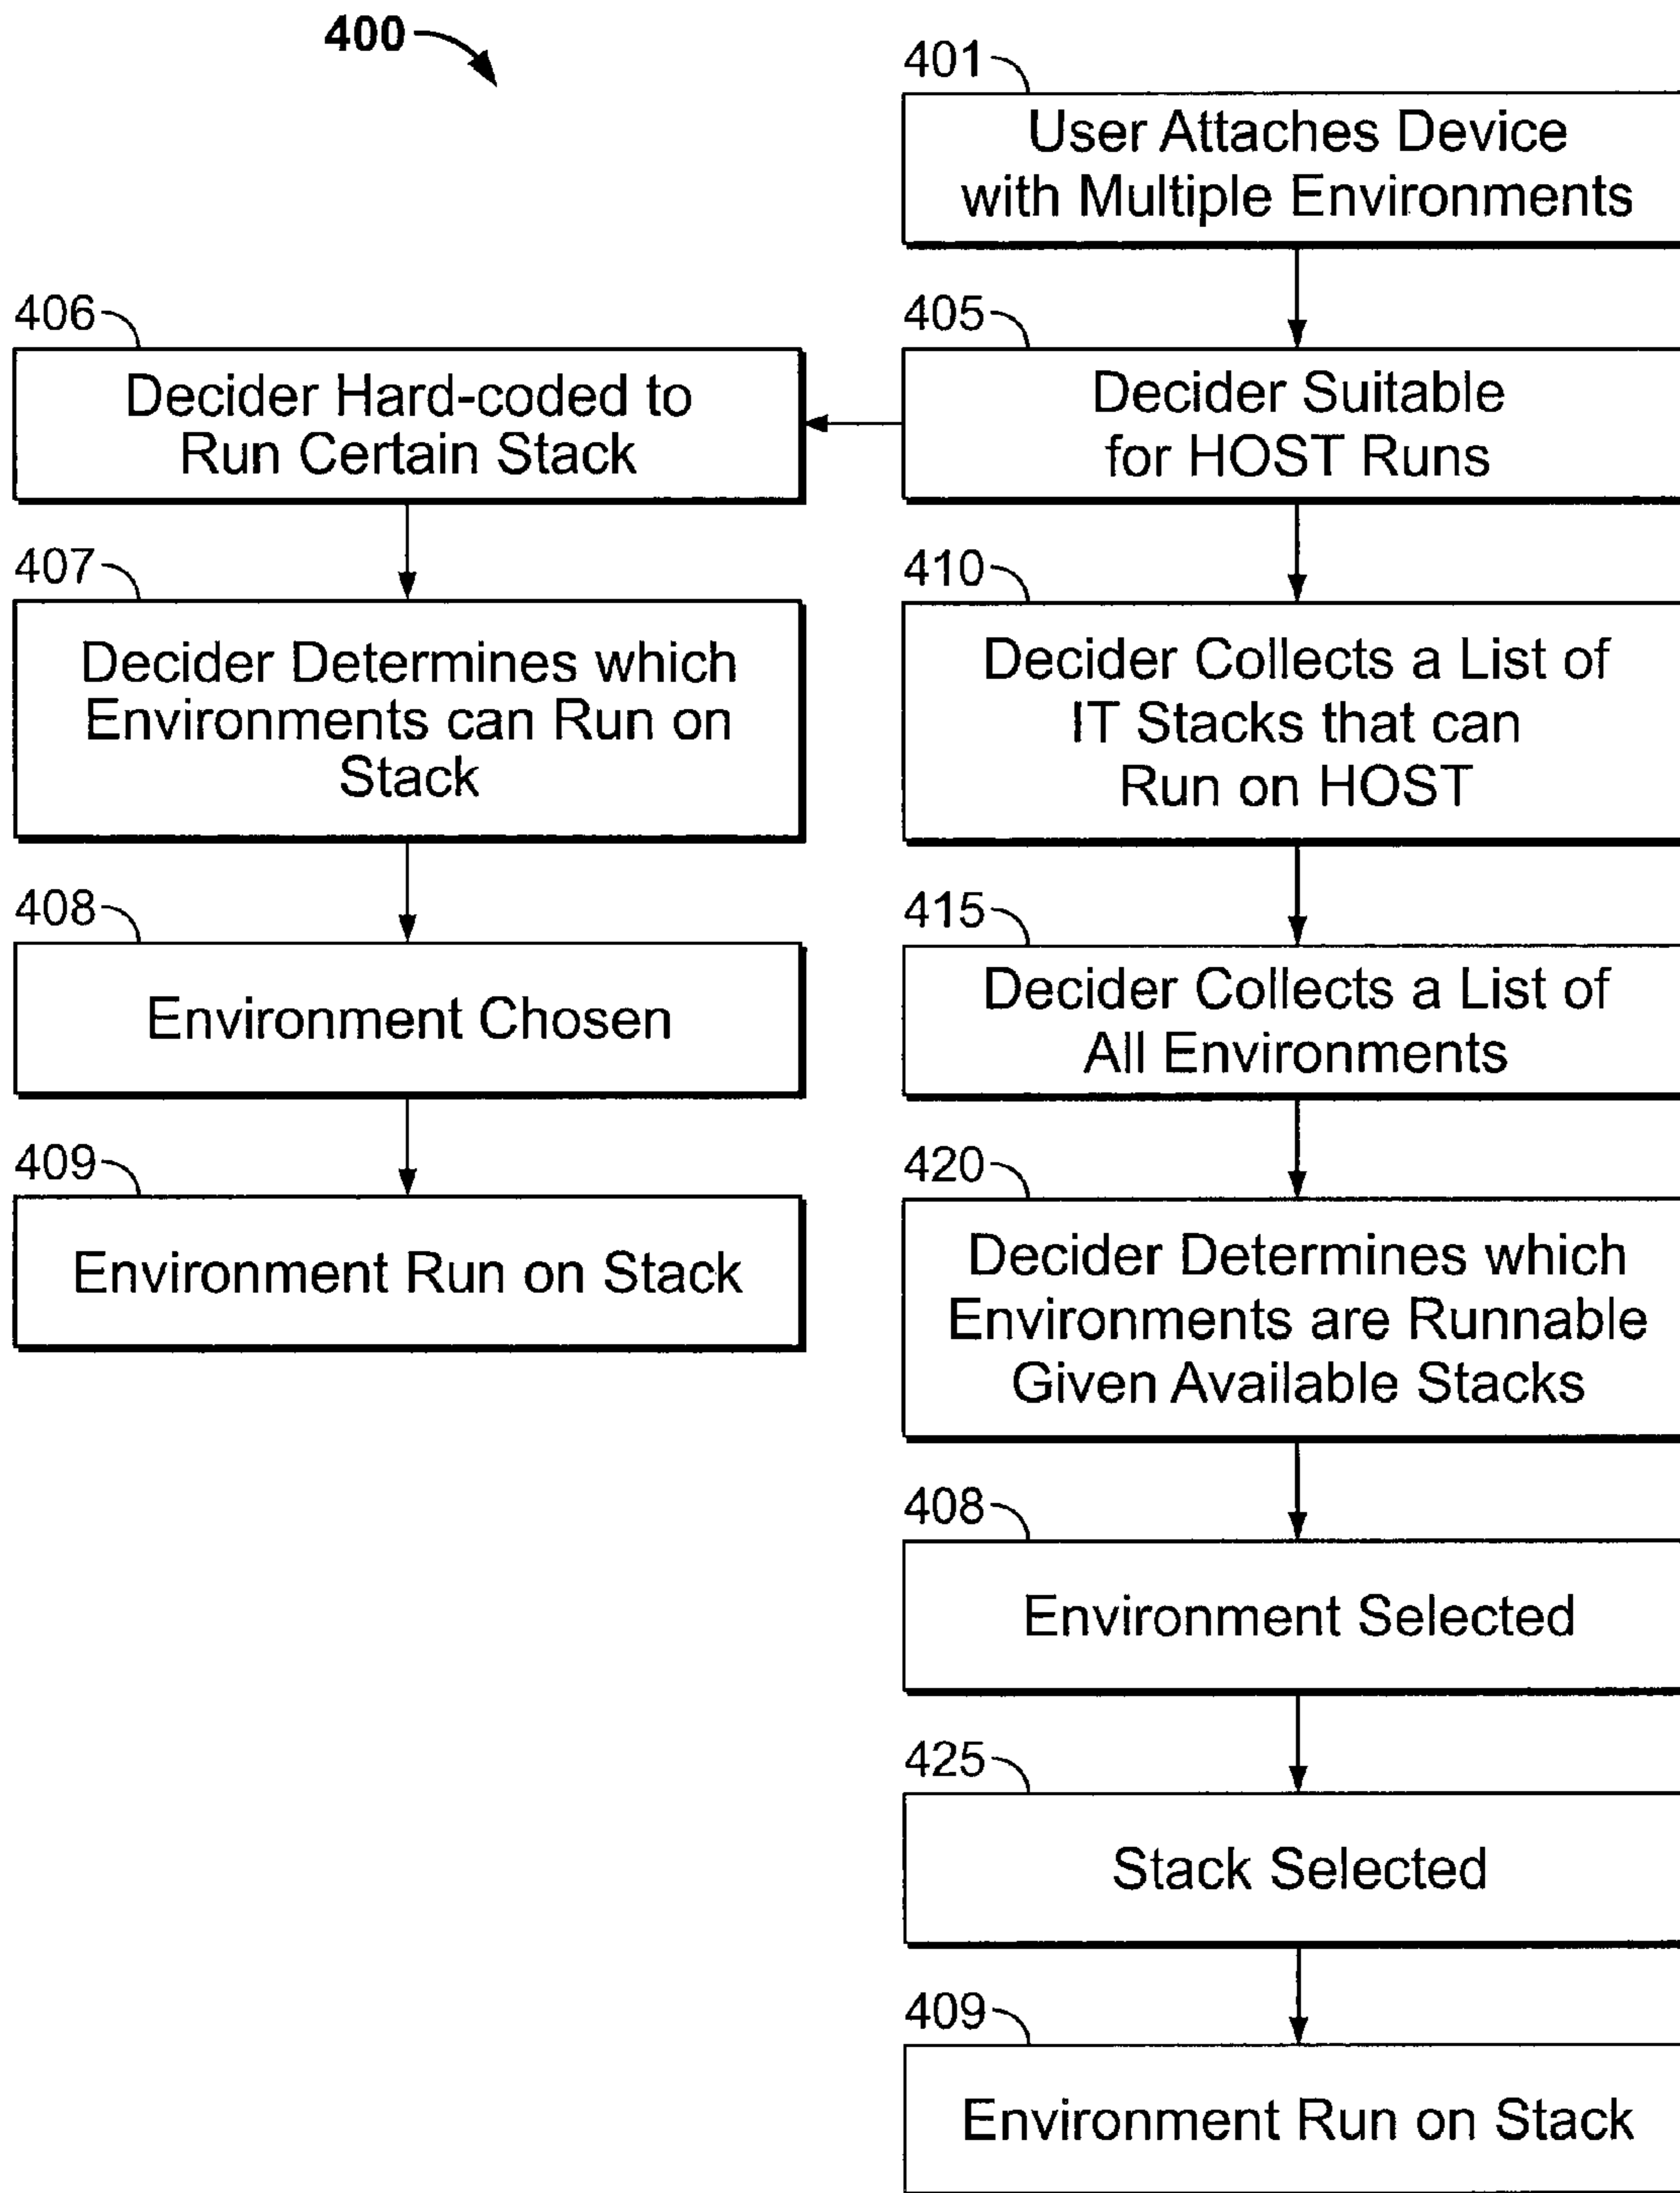 400
401
User Attaches Device
with Multiple Environments
405
Decider Suitable
for HOST Runs
406
Decider Hard-coded to
Run Certain Stack
407
Decider Determines which
Environments can Run on
Stack
408
Environment Chosen
409
Environment Run on Stack
410
Decider Collects a List of
IT Stacks that can
Run on HOST
415
Decider Collects a List of
All Environments
420
Decider Determines which
Environments are Runnable
Given Available Stacks
408
Environment Selected
425
Stack Selected
409
Environment Run on Stack